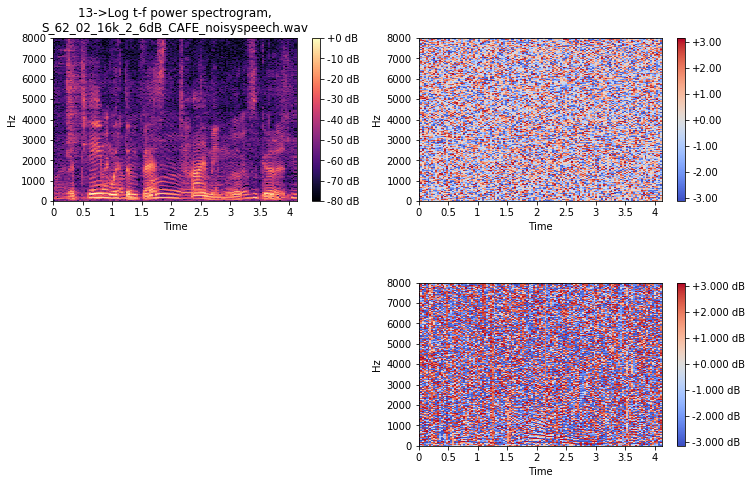 13->Log t-f power spectrogram,
S_62_02_16k_2_6dB_CAFE_noisyspeech.wav
8000
7000
6000
5000
4000
3000
2000
1000
0
Hz
0 0.5 1 1.5 2 2.5 3 3.5 4
Time
+0 dB
-10 dB
-20 dB
-30 dB
-40 dB
-50 dB
-60 dB
-70 dB
-80 dB
8000
7000
6000
5000
4000
3000
2000
1000
0
Hz
0 0.5 1 1.5 2 2.5 3 3.5 4
Time
+3.00
+2.00
+1.00
+0.00
-1.00
-2.00
-3.00
8000
7000
6000
5000
4000
3000
2000
1000
0
Hz
0 0.5 1 1.5 2 2.5 3 3.5 4
Time
+3.000 dB
+2.000 dB
+1.000 dB
+0.000 dB
-1.000 dB
-2.000 dB
-3.000 dB